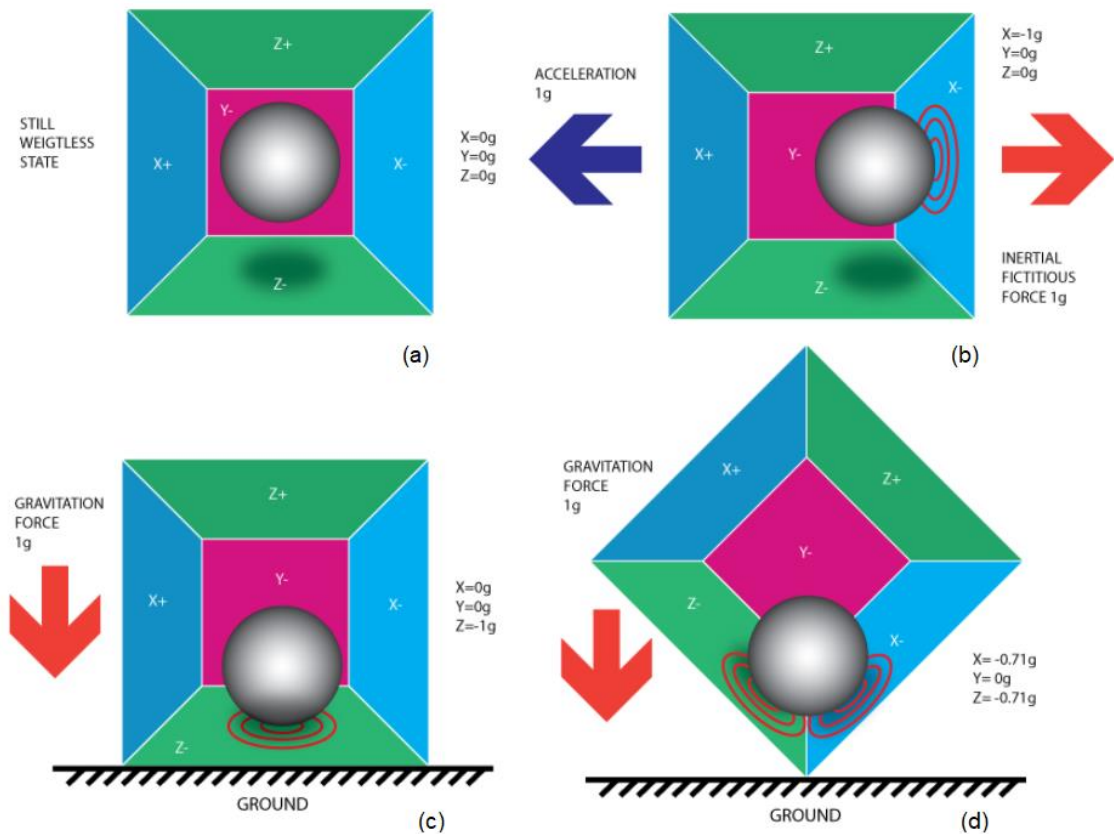 STILL
WEIGTLESS
STATE
Z+
Y-
X+
X-
Z-
X=0g
Y=0g
Z=0g
(a)
ACCELERATION
1g
Z+
X-
X+
Y-
Z-
X=-1g
Y=0g
Z=0g
INERTIAL
FICTITIOUS
FORCE 1g
(b)
GRAVITATION
FORCE
1g
Z+
Y-
X+
X-
Z-
X=0g
Y=0g
Z=-1g
GROUND
(c)
GRAVITATION
FORCE
1g
X+
Z+
Y-
Z-
X-
X= -0.71g
Y= 0g
Z= -0.71g
GROUND
(d)